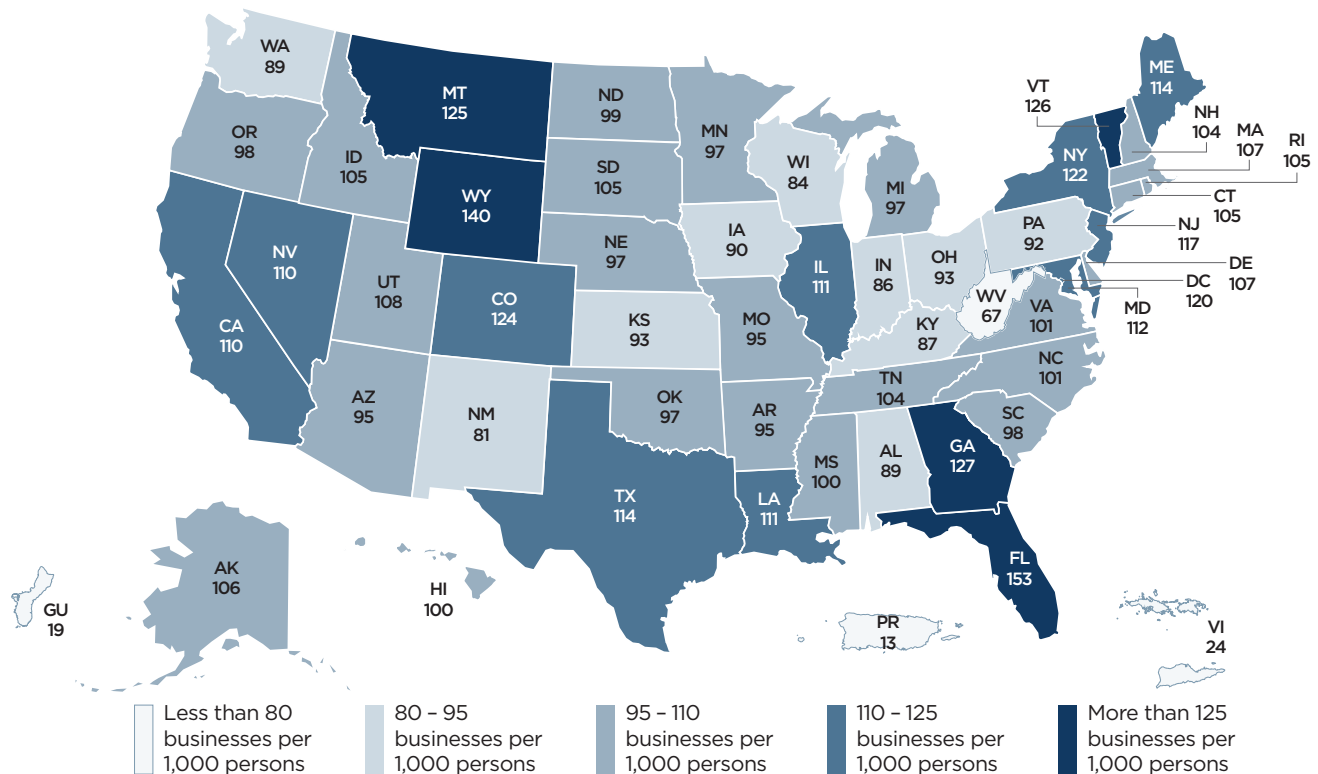 WA
89
MT
125
ND
99
MN
97
ME
114
VT
126
NH
104
MA
107
RI
105
OR
98
ID
105
SD
105
WI
84
MI
97
NY
122
CT
105
WY
140
NE
97
IA
90
PA
92
NJ
117
NV
110
UT
108
CO
124
IL
111
IN
86
OH
93
DE
107
DC
120
MD
112
WV
67
VA
101
CA
110
KS
93
MO
95
KY
87
NC
101
TN
104
AZ
95
NM
81
OK
97
AR
95
SC
98
MS
100
AL
89
GA
127
TX
114
LA
111
FL
153
AK
106
HI
100
GU
19
PR
13
VI
24
Less than 80
businesses per
1,000 persons
80 – 95
businesses per
1,000 persons
95 – 110
businesses per
1,000 persons
110 – 125
businesses per
1,000 persons
More than 125
businesses per
1,000 persons